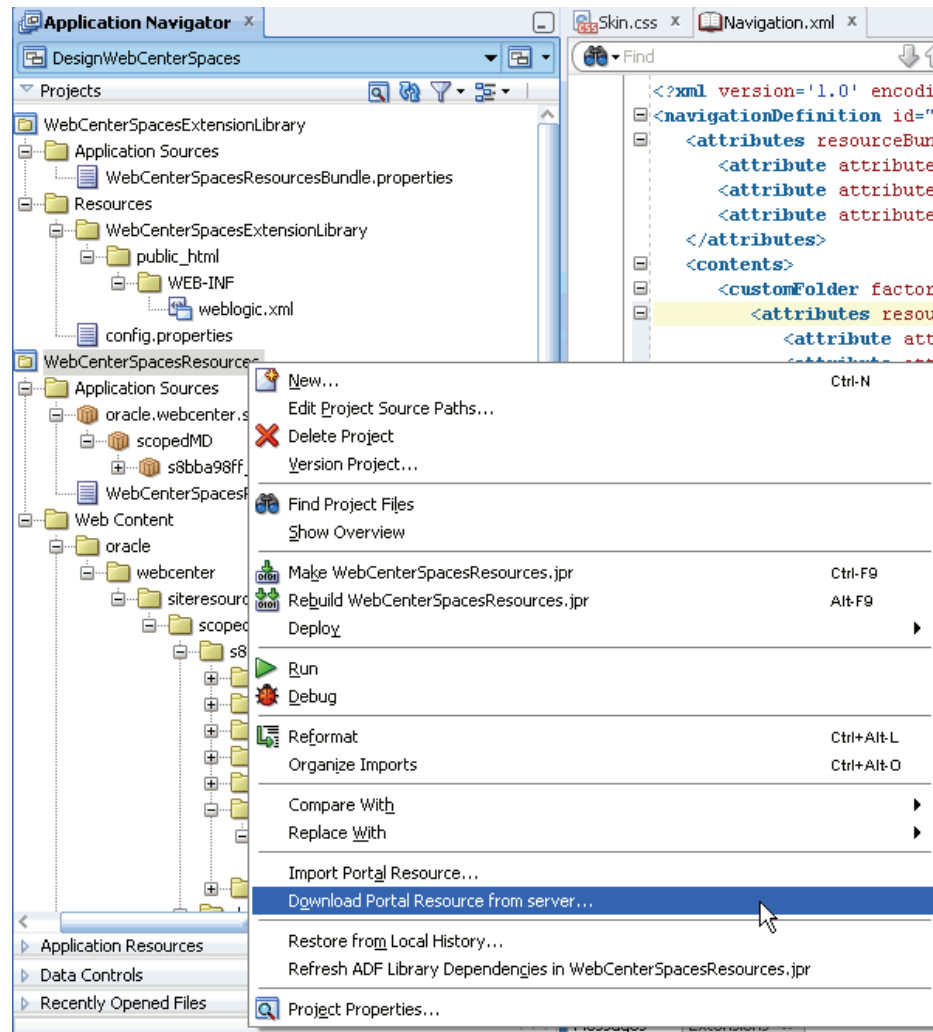 Application Navigator
Skin.css
Navigation.xml
DesignWebCenterSpaces
Find
Projects
WebCenterSpacesExtensionLibrary
Application Sources
WebCenterSpacesResourcesBundle.properties
Resources
WebCenterSpacesExtensionLibrary
public_html
WEB-INF
weblogic.xml
config.properties
WebCenterSpacesResources
Application Sources
oracle.webcenter.s
scopedMD
s8bba98ff_
WebCenterSpacesR
Web Content
oracle
webcenter
siteresourc
scoped
s8
Application Resources
Data Controls
Recently Opened Files
<?xml version='1.0' encodi
<navigationDefinition id="
<attributes resourceBun
<attribute attribute
<attribute attribute
<attribute attribute
</attributes>
<contents>
<customFolder factor
<attributes resou
<attribute att
New... Ctrl-N
Edit Project Source Paths...
Delete Project
Version Project...
Find Project Files
Show Overview
Make WebCenterSpacesResources.jpr Ctrl-F9
Rebuild WebCenterSpacesResources.jpr Alt-F9
Deploy
Run
Debug
Reformat Ctrl+Alt-L
Organize Imports Ctrl+Alt-O
Compare With
Replace With
Import Portal Resource...
Download Portal Resource from server...
Restore from Local History...
Refresh ADF Library Dependencies in WebCenterSpacesResources.jpr
Project Properties...